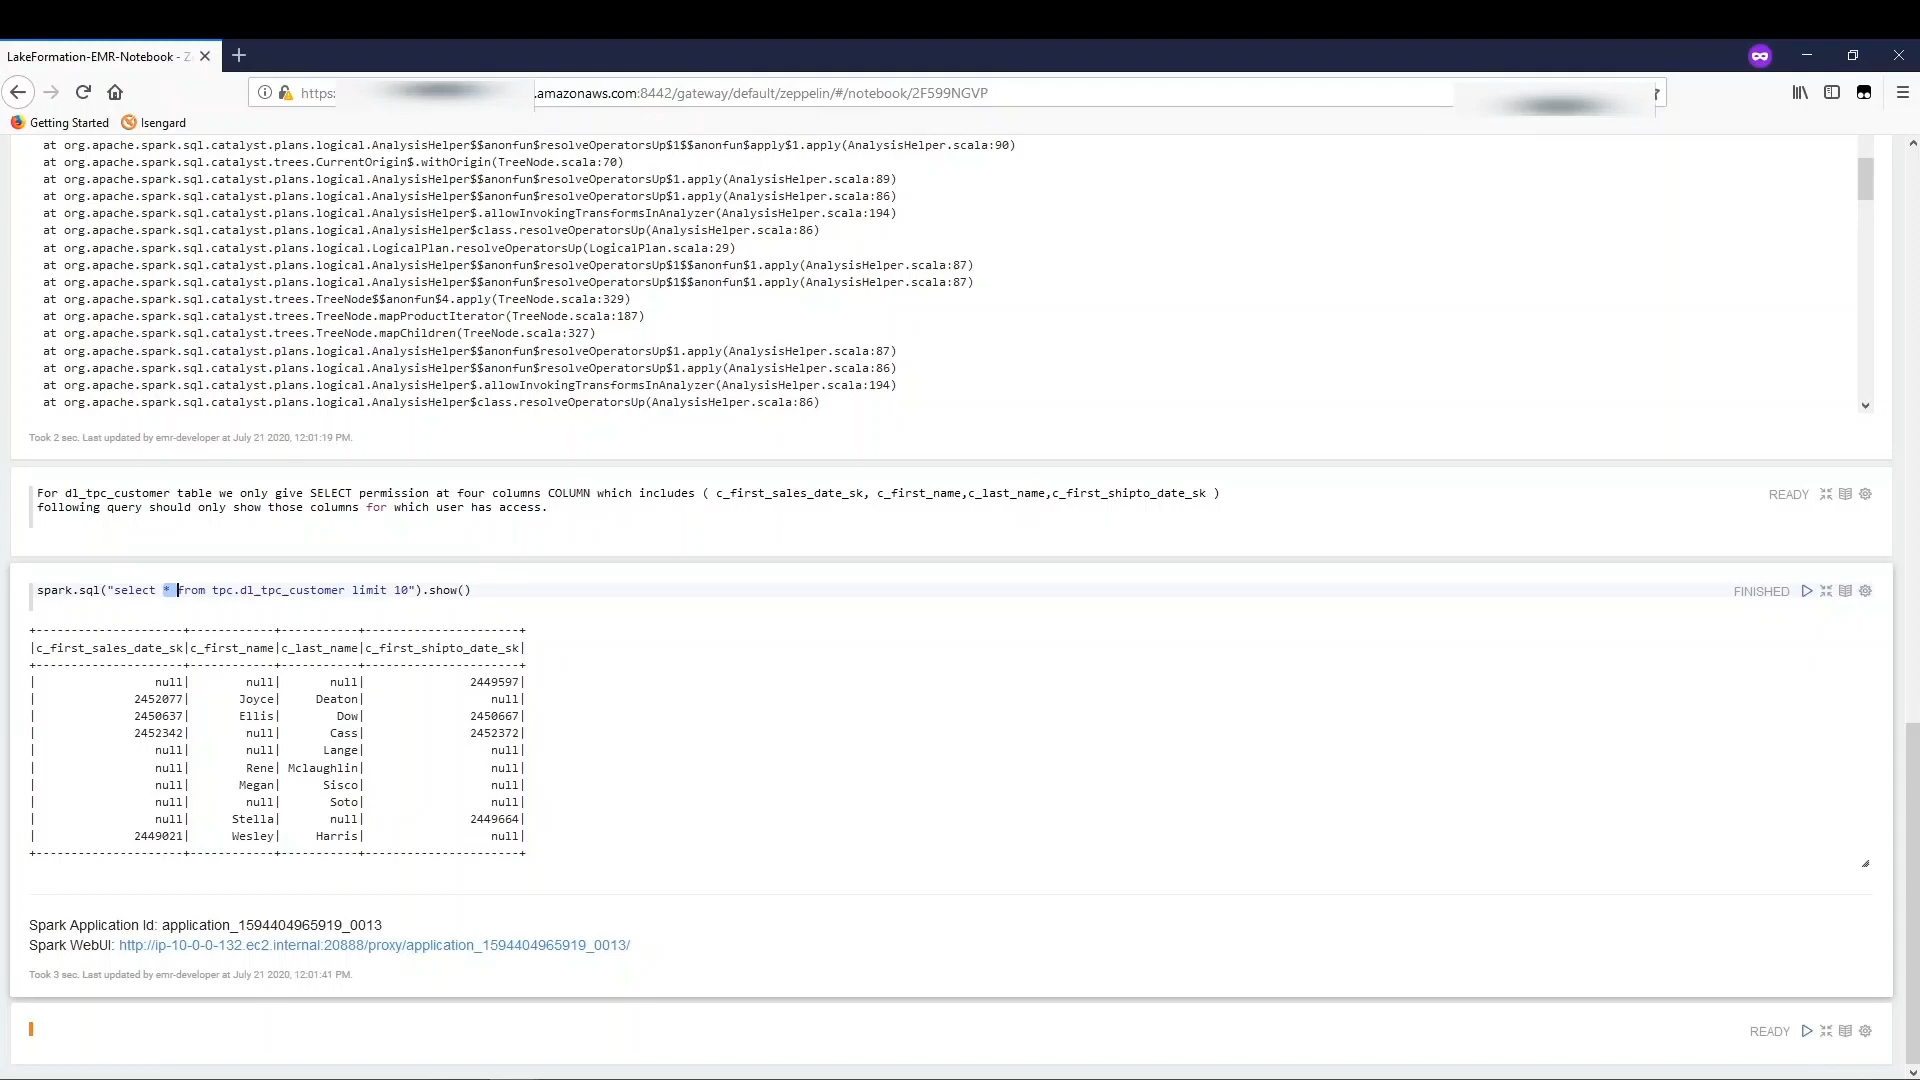 LakeFormation-EMR-Notebook - Z
https:
.amazonaws.com:8442/gateway/default/zeppelin/#/notebook/2F599NGVP
Getting Started
Isengard
at org.apache.spark.sql.catalyst.plans.logical.AnalysisHelper$$anonfun$resolveOperatorsUp$1$$anonfun$apply$1.apply(AnalysisHelper.scala:90)
at org.apache.spark.sql.catalyst.trees.CurrentOrigin$.withOrigin(TreeNode.scala:70)
at org.apache.spark.sql.catalyst.plans.logical.AnalysisHelper$$anonfun$resolveOperatorsUp$1.apply(AnalysisHelper.scala:89)
at org.apache.spark.sql.catalyst.plans.logical.AnalysisHelper$$anonfun$resolveOperatorsUp$1.apply(AnalysisHelper.scala:86)
at org.apache.spark.sql.catalyst.plans.logical.AnalysisHelper$.allowInvokingTransformsInAnalyzer(AnalysisHelper.scala:194)
at org.apache.spark.sql.catalyst.plans.logical.AnalysisHelper$class.resolveOperatorsUp(AnalysisHelper.scala:86)
at org.apache.spark.sql.catalyst.plans.logical.LogicalPlan.resolveOperatorsUp(LogicalPlan.scala:29)
at org.apache.spark.sql.catalyst.plans.logical.AnalysisHelper$$anonfun$resolveOperatorsUp$1$$anonfun$1.apply(AnalysisHelper.scala:87)
at org.apache.spark.sql.catalyst.plans.logical.AnalysisHelper$$anonfun$resolveOperatorsUp$1$$anonfun$1.apply(AnalysisHelper.scala:87)
at org.apache.spark.sql.catalyst.trees.TreeNode$$anonfun$4.apply(TreeNode.scala:329)
at org.apache.spark.sql.catalyst.trees.TreeNode.mapProductIterator(TreeNode.scala:187)
at org.apache.spark.sql.catalyst.trees.TreeNode.mapChildren(TreeNode.scala:327)
at org.apache.spark.sql.catalyst.plans.logical.AnalysisHelper$$anonfun$resolveOperatorsUp$1.apply(AnalysisHelper.scala:87)
at org.apache.spark.sql.catalyst.plans.logical.AnalysisHelper$$anonfun$resolveOperatorsUp$1.apply(AnalysisHelper.scala:86)
at org.apache.spark.sql.catalyst.plans.logical.AnalysisHelper$.allowInvokingTransformsInAnalyzer(AnalysisHelper.scala:194)
at org.apache.spark.sql.catalyst.plans.logical.AnalysisHelper$class.resolveOperatorsUp(AnalysisHelper.scala:86)
Took 2 sec. Last updated by emr-developer at July 21 2020, 12:01:19 PM.
For dl_tpc_customer table we only give SELECT permission at four columns COLUMN which includes ( c_first_sales_date_sk, c_first_name,c_last_name,c_first_shipto_date_sk )
READY
following query should only show those columns for which user has access.
spark.sql("select * from tpc.dl_tpc_customer limit 10").show()
FINISHED
+---------------------+------------+-----------+----------------------+
|c_first_sales_date_sk|c_first_name|c_last_name|c_first_shipto_date_sk|
+---------------------+------------+-----------+----------------------+
|                 null|        null|       null|               2449597|
|              2452077|       Joyce|     Deaton|                  null|
|              2450637|       Ellis|        Dow|               2450667|
|              2452342|        null|       Cass|               2452372|
|                 null|        null|      Lange|                  null|
|                 null|        Rene| Mclaughlin|                  null|
|                 null|       Megan|      Sisco|                  null|
|                 null|        null|       Soto|                  null|
|                 null|      Stella|       null|               2449664|
|              2449021|      Wesley|     Harris|                  null|
+---------------------+------------+-----------+----------------------+
Spark Application Id: application_1594404965919_0013
Spark WebUI: http://ip-10-0-0-132.ec2.internal:20888/proxy/application_1594404965919_0013/
Took 3 sec. Last updated by emr-developer at July 21 2020, 12:01:41 PM.
READY